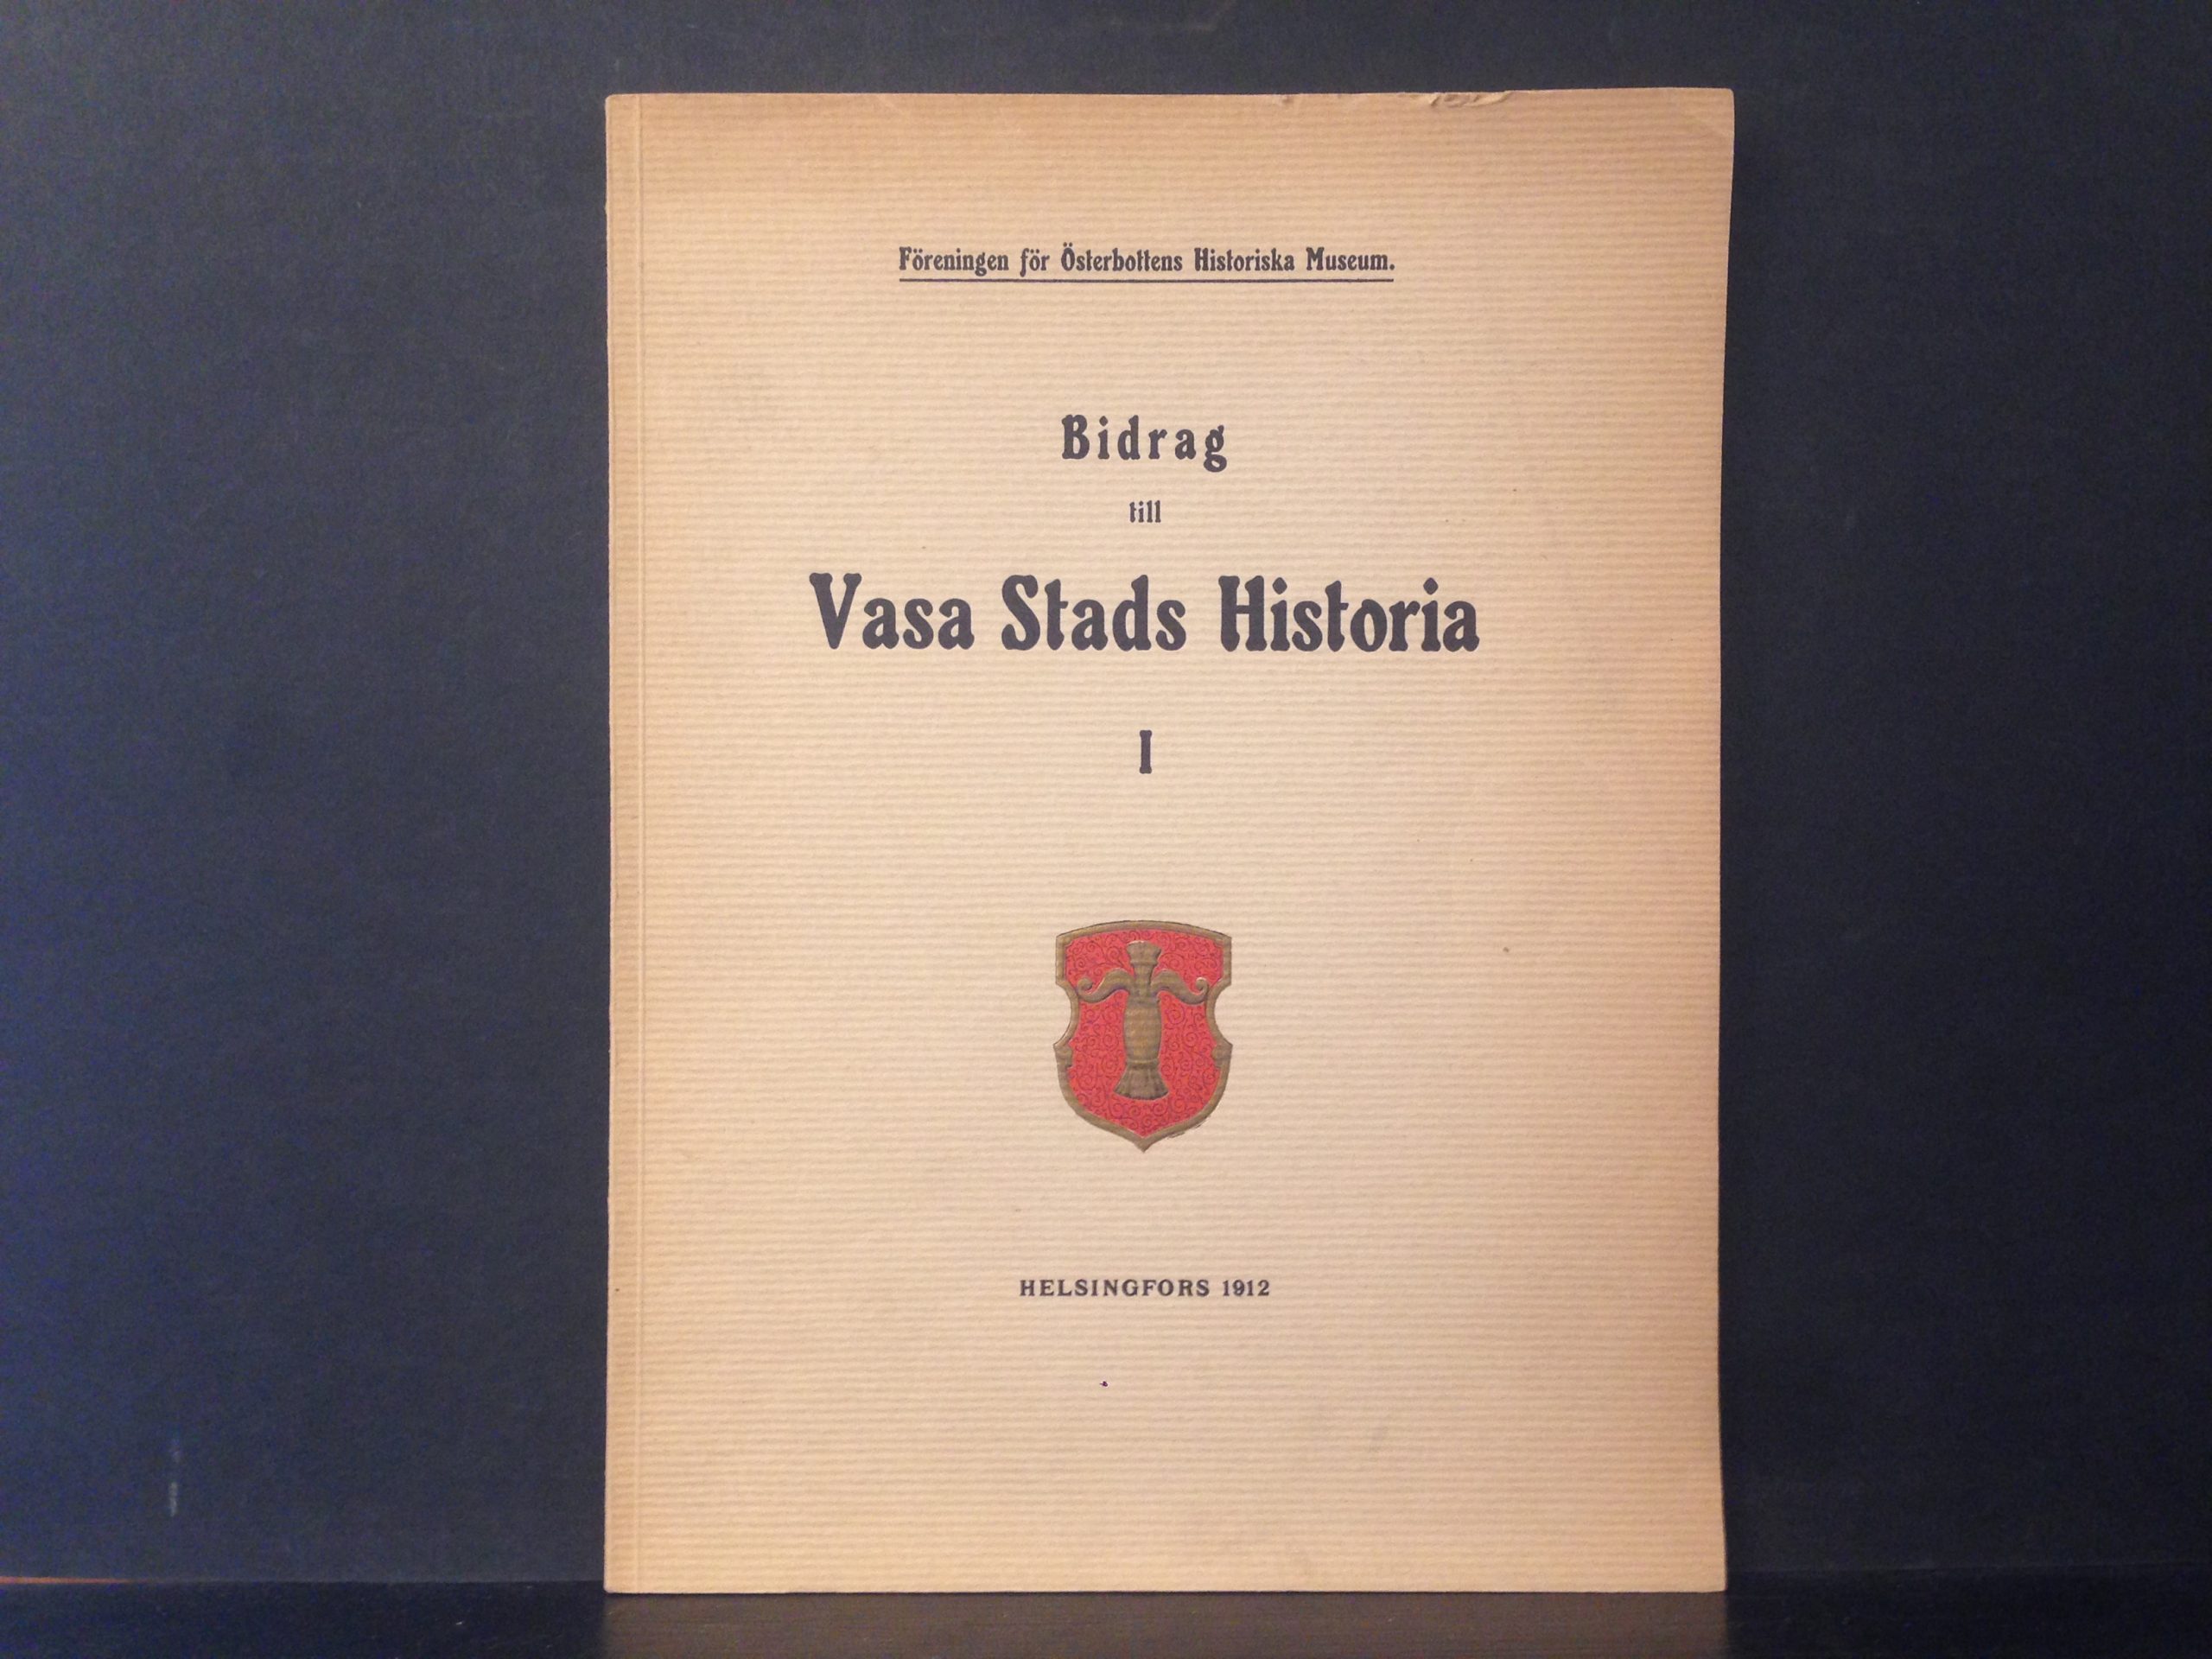 Föreningen för Österbottens Historiska Museum.
Bidrag
till
Vasa Stads Historia
I
HELSINGFORS 1912